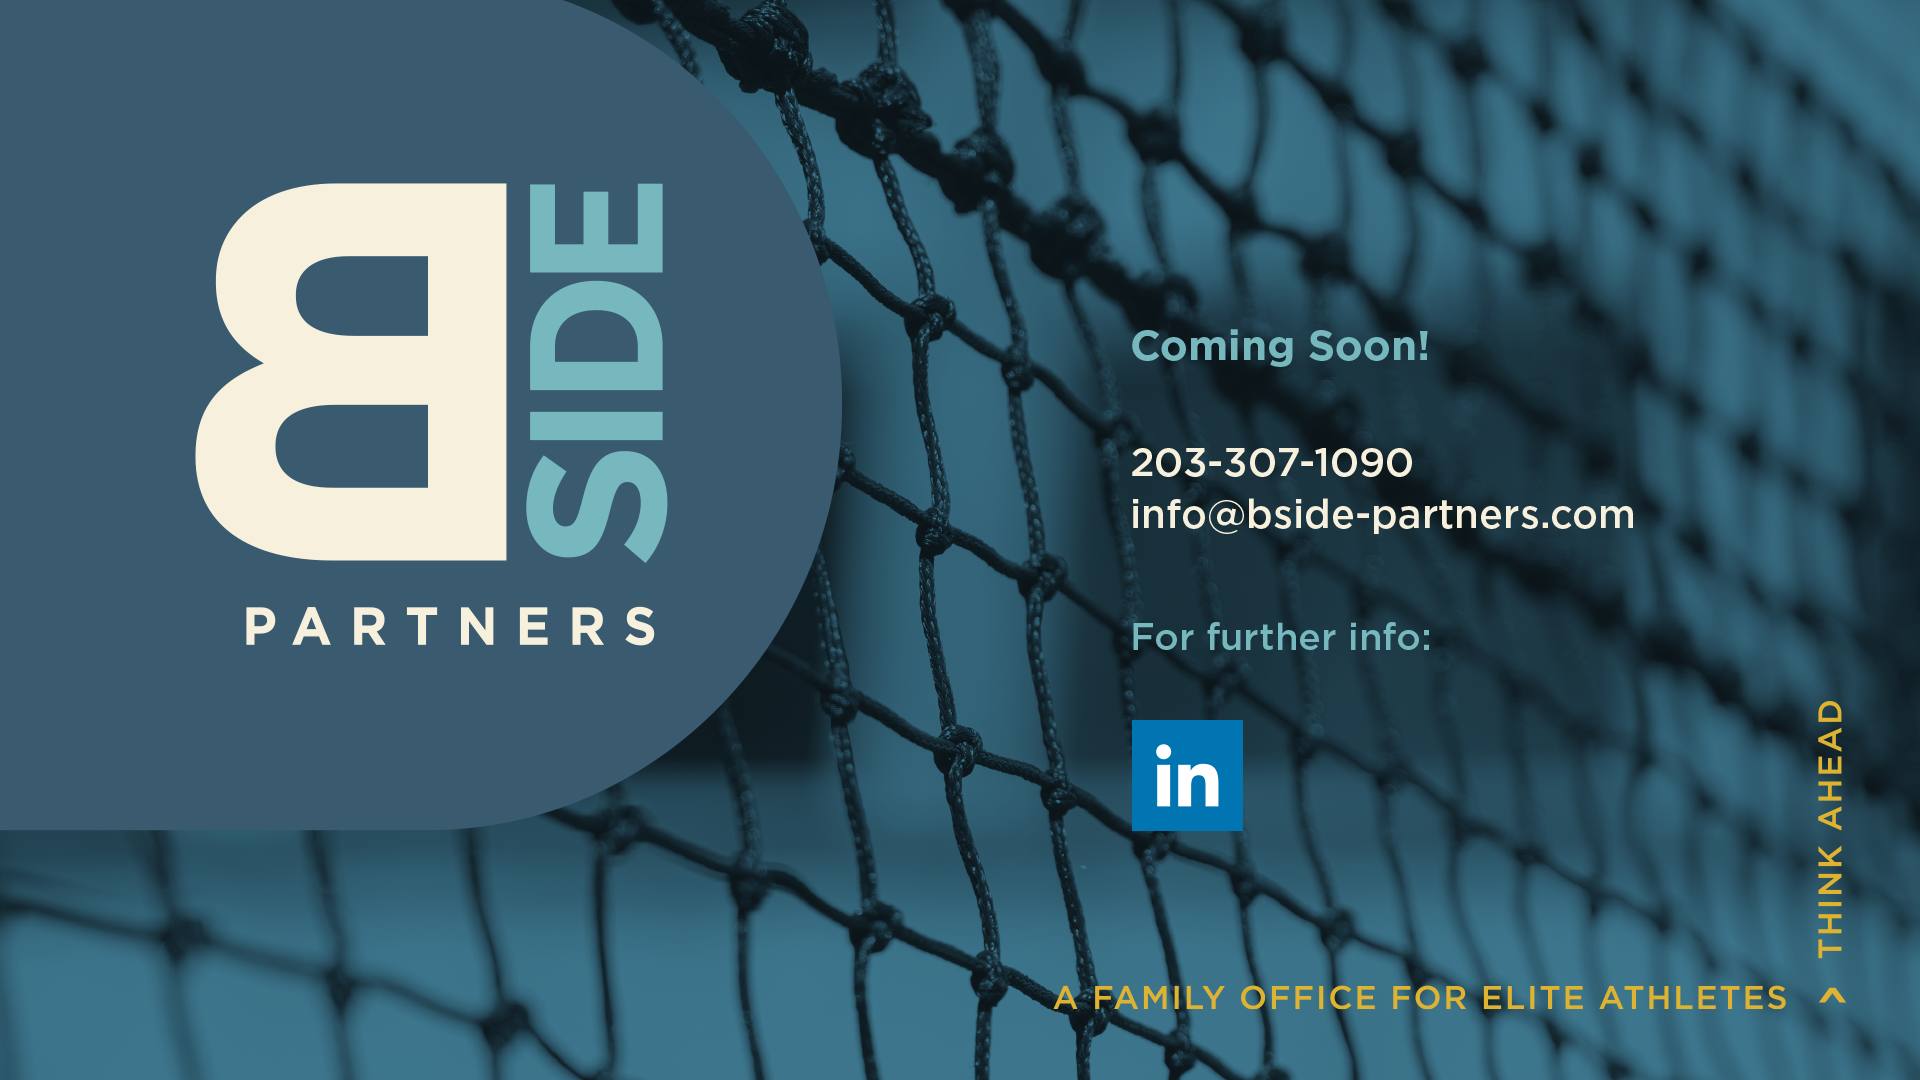 B SIDE
PARTNERS
Coming Soon!
203-307-1090
info@bside-partners.com
For further info:
in
A FAMILY OFFICE FOR ELITE ATHLETES
THINK AHEAD